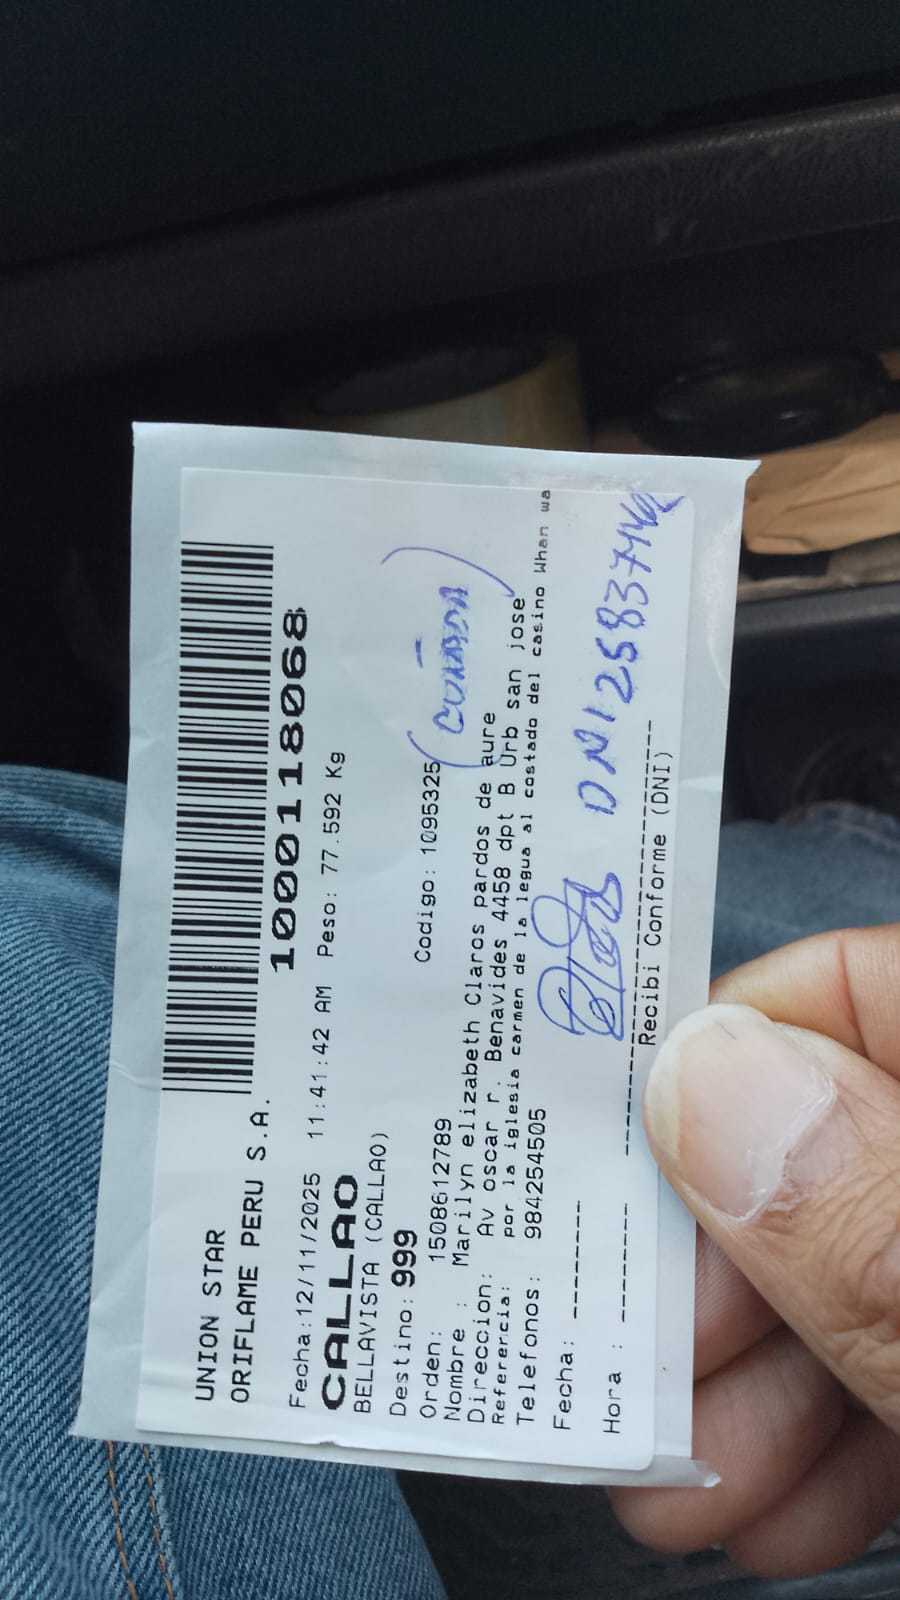 UNION STAR
ORIFLAME PERU S.A.
10001118068
Fecha:12/11/2025 11:41:42 AM Peso: 77.592 Kg
CALLAO
BELLAVISTA (CALLAO)
Destino: 999
Codigo: 1095325
(CUÑADA)
Orden: 1508612789
Nombre : Marilyn elizabeth Claros pardos de aure
Direccion: Av oscar r. Benavides 4458 dpt B Urb san jose
Referencia: por la iglesia carmen de la legua al costado del casino Whan wa
Telefonos: 984254505
DNI
Fecha: -------
Hora : -------
Recibi Conforme (DNI)